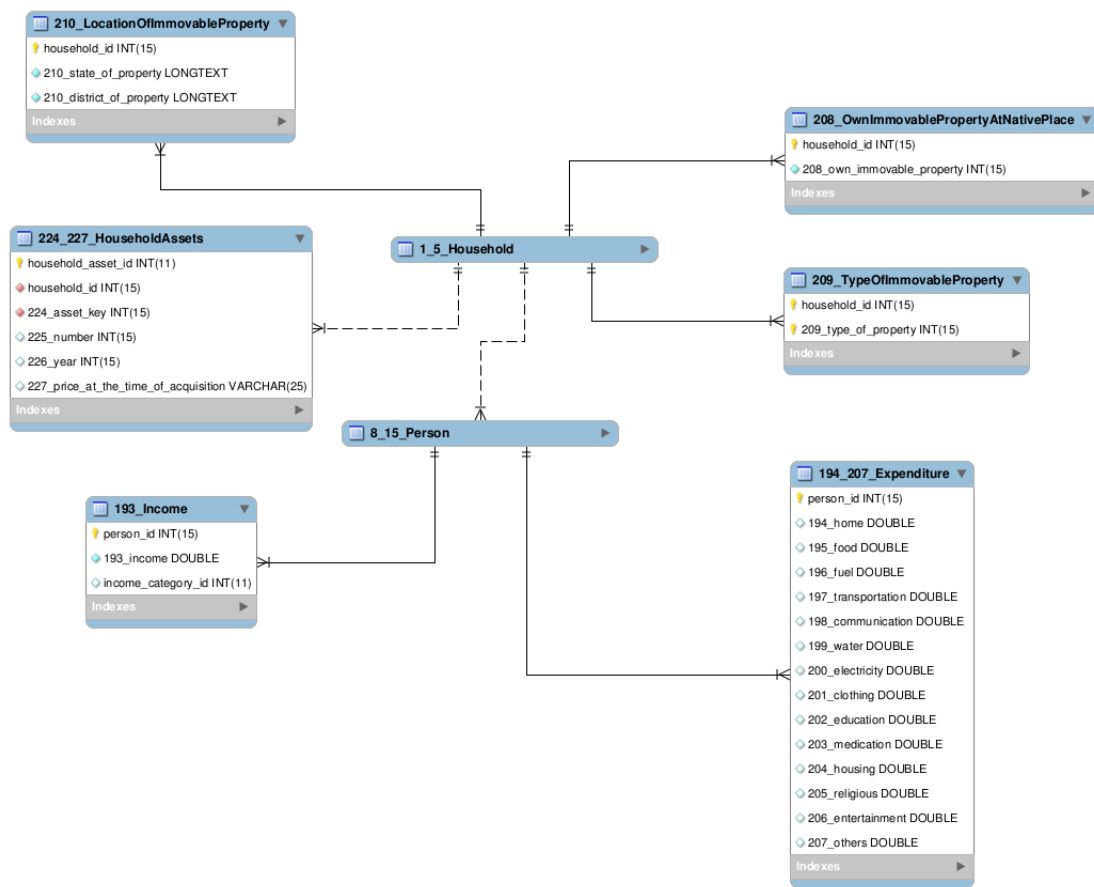 210_LocationOfImmovableProperty
household_id INT(15)
210_state_of_property LONGTEXT
210_district_of_property LONGTEXT
Indexes
208_OwnImmovablePropertyAtNativePlace
household_id INT(15)
208_own_immovable_property INT(15)
Indexes
224_227_HouseholdAssets
household_asset_id INT(11)
household_id INT(15)
224_asset_key INT(15)
225_number INT(15)
226_year INT(15)
227_price_at_the_time_of_acquisition VARCHAR(25)
Indexes
1_5_Household
209_TypeOfImmovableProperty
household_id INT(15)
209_type_of_property INT(15)
Indexes
8_15_Person
193_Income
person_id INT(15)
193_income DOUBLE
income_category_id INT(11)
Indexes
194_207_Expenditure
person_id INT(15)
194_home DOUBLE
195_food DOUBLE
196_fuel DOUBLE
197_transportation DOUBLE
198_communication DOUBLE
199_water DOUBLE
200_electricity DOUBLE
201_clothing DOUBLE
202_education DOUBLE
203_medication DOUBLE
204_housing DOUBLE
205_religious DOUBLE
206_entertainment DOUBLE
207_others DOUBLE
Indexes